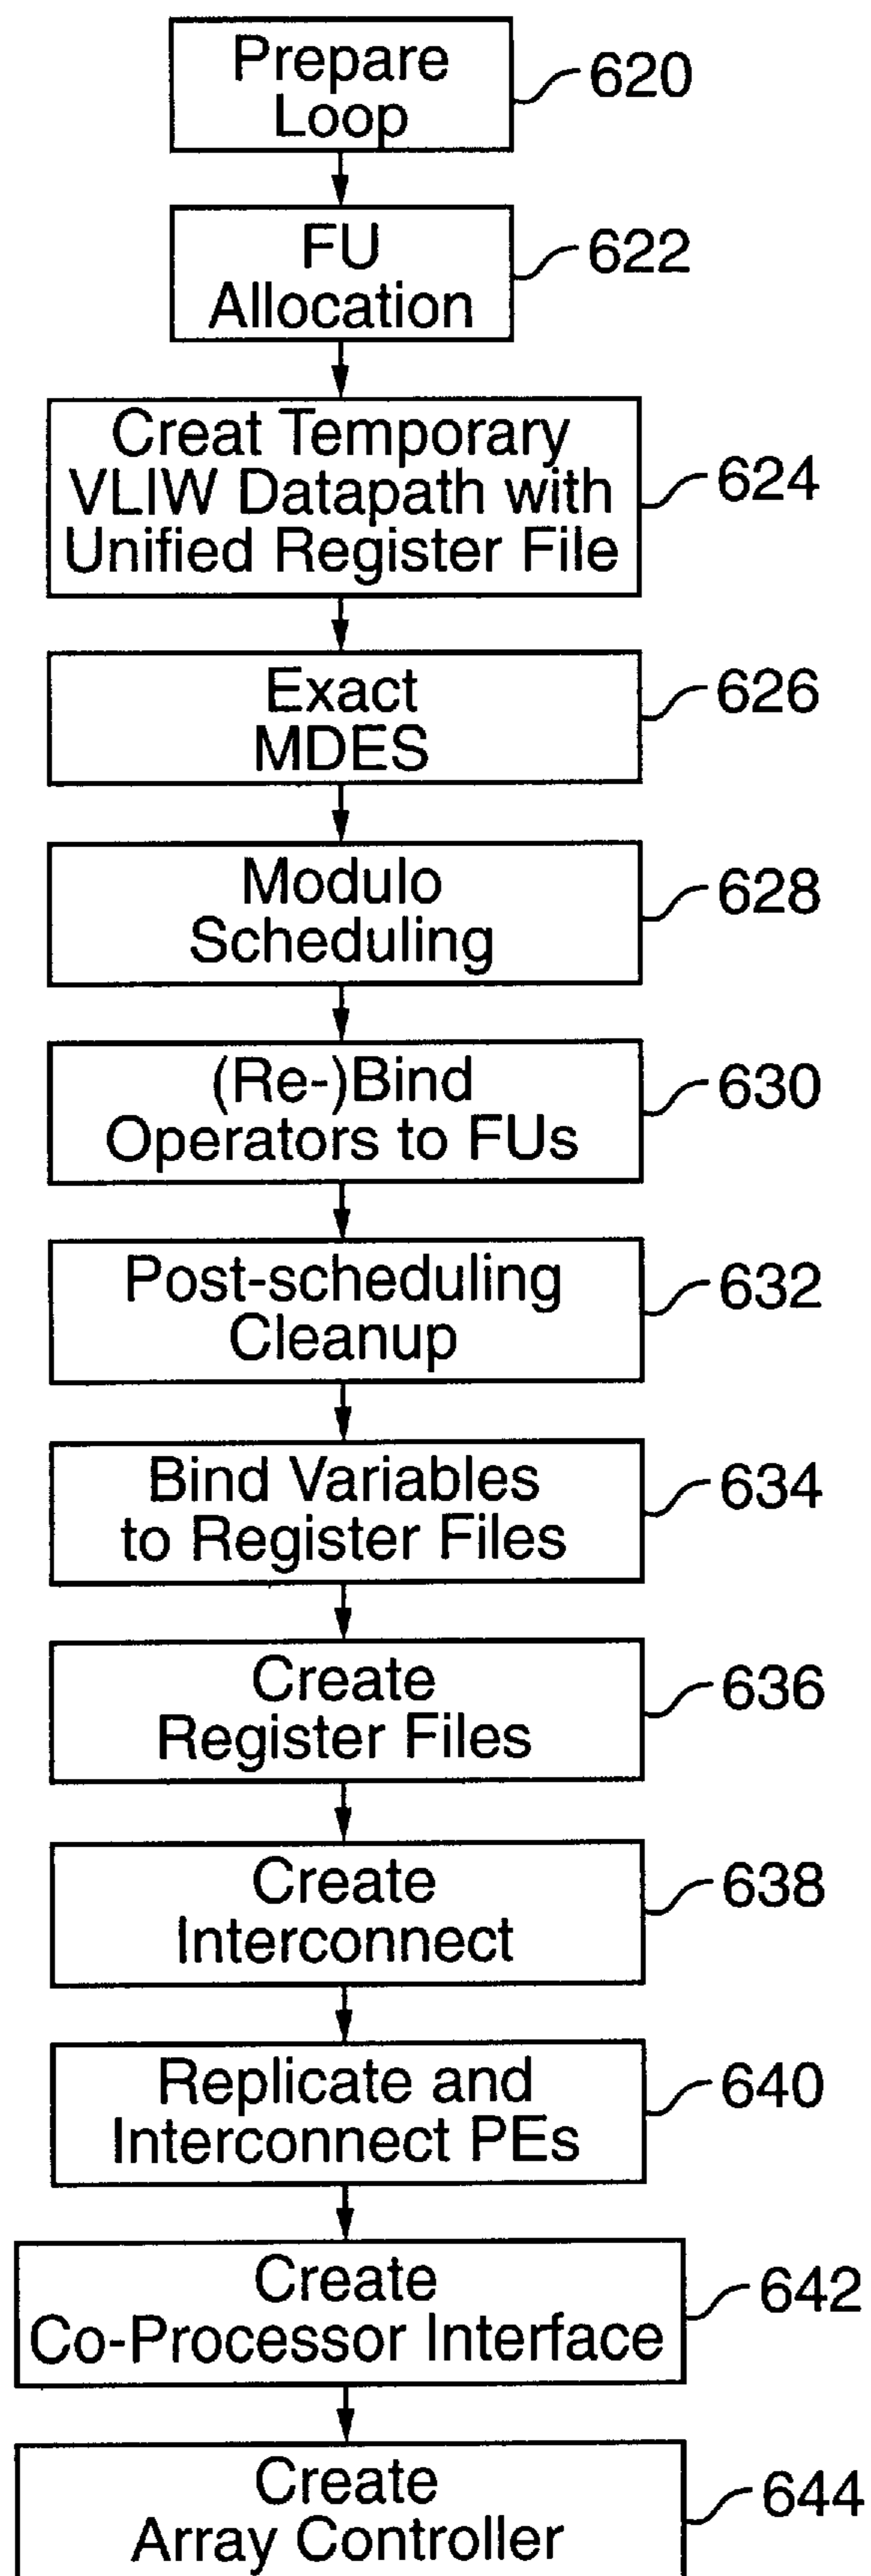 Prepare
Loop
620
FU
Allocation
622
Creat Temporary
VLIW Datapath with
Unified Register File
624
Exact
MDES
626
Modulo
Scheduling
628
(Re-)Bind
Operators to FUs
630
Post-scheduling
Cleanup
632
Bind Variables
to Register Files
634
Create
Register Files
636
Create
Interconnect
638
Replicate and
Interconnect PEs
640
Create
Co-Processor Interface
642
Create
Array Controller
644